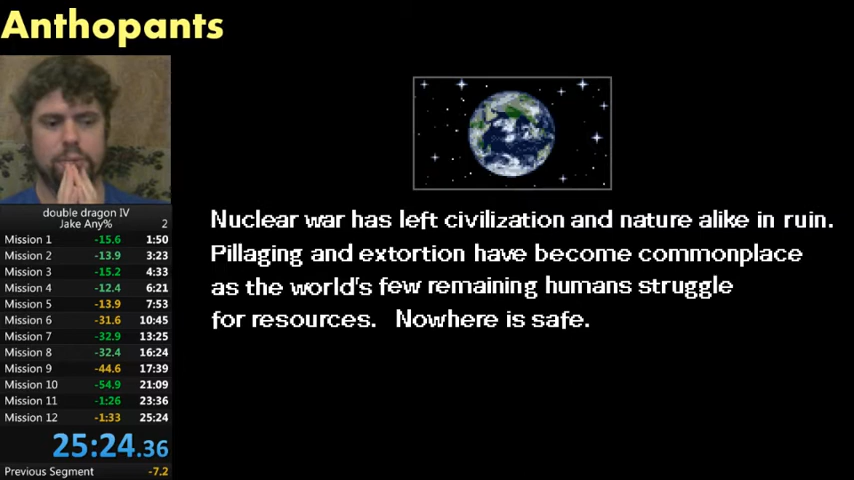 Anthopants
double dragon IV
Jake Any% 2
Mission 1 -15.6 1:50
Mission 2 -13.9 3:23
Mission 3 -15.2 4:33
Mission 4 -12.4 6:21
Mission 5 -13.9 7:53
Mission 6 -31.6 10:45
Mission 7 -32.9 13:25
Mission 8 -32.4 16:24
Mission 9 -44.6 17:39
Mission 10 -54.9 21:09
Mission 11 -1:26 23:36
Mission 12 -1:33 25:24
25:24.36
Previous Segment -7.2
Nuclear war has left civilization and nature alike in ruin.
Pillaging and extortion have become commonplace
as the world's few remaining humans struggle
for resources. Nowhere is safe.